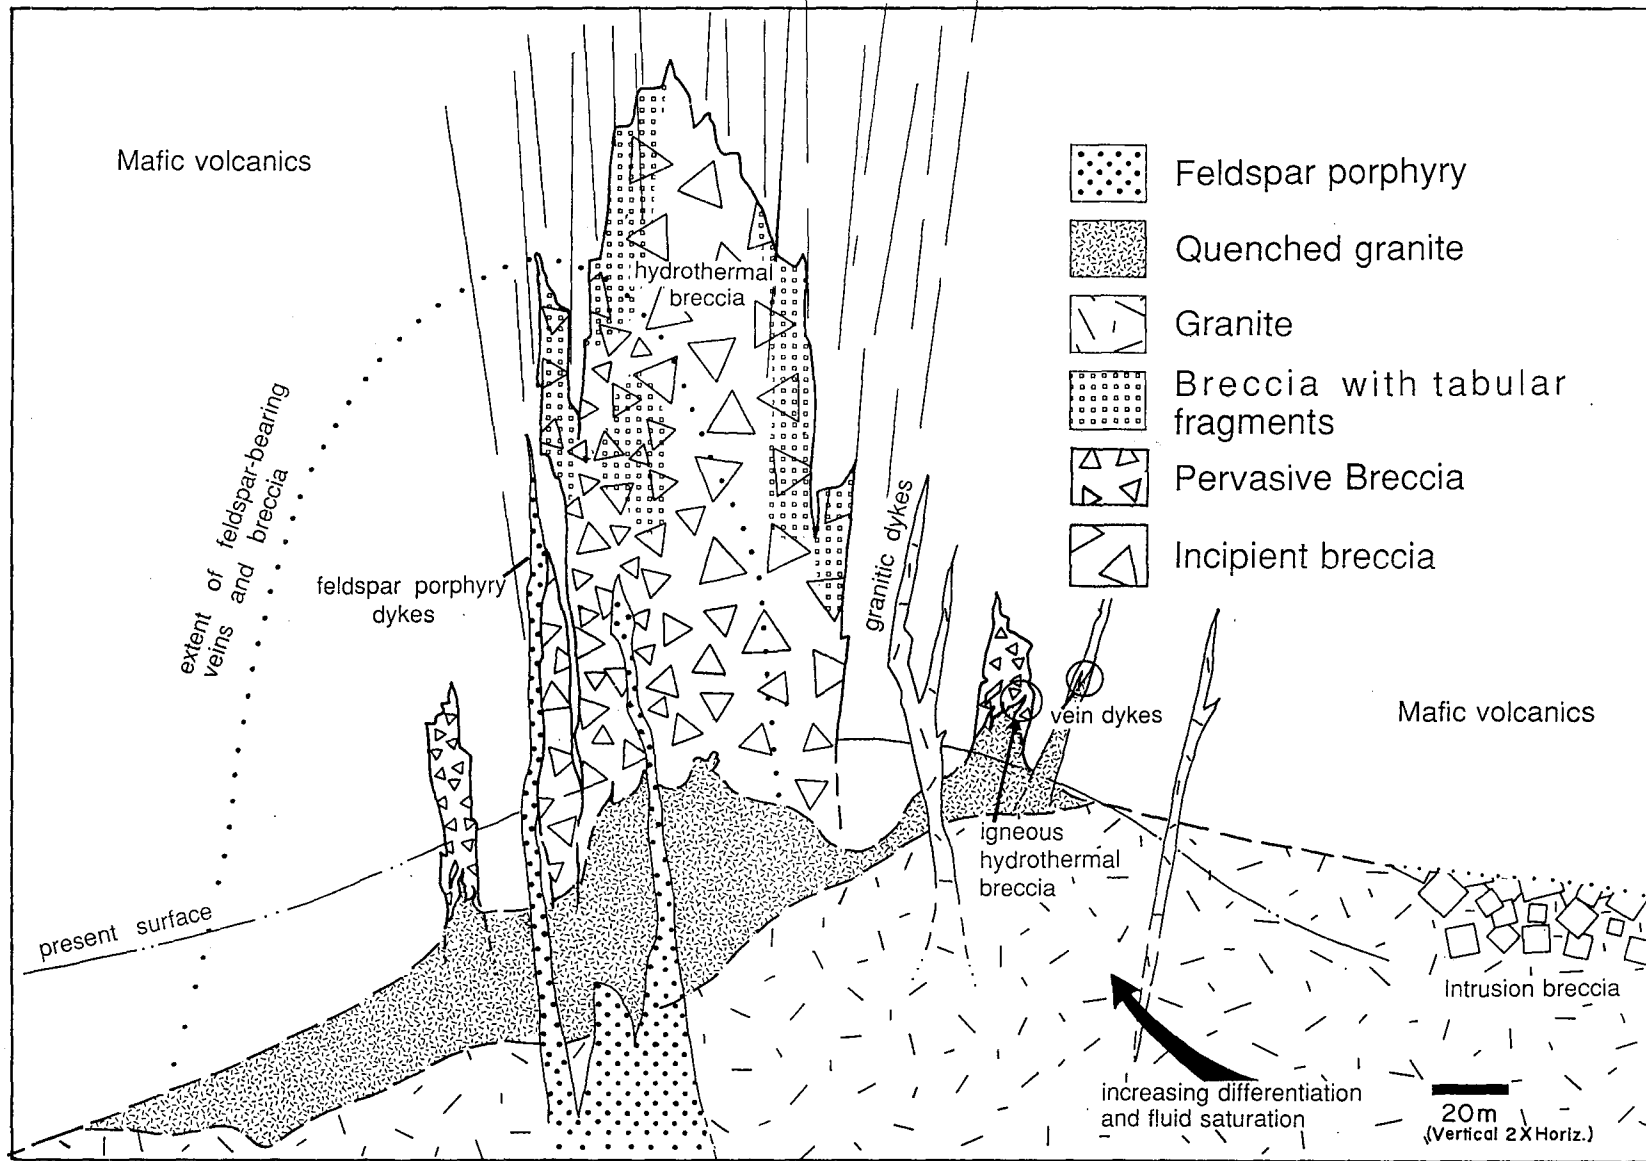 Mafic volcanics
Feldspar porphyry
Quenched granite
Granite
Breccia with tabular
fragments
Pervasive Breccia
Incipient breccia
hydrothermal
breccia
extent of feldspar-bearing
veins and breccia
feldspar porphyry
dykes
granitic dykes
vein dykes
Mafic volcanics
igneous
hydrothermal
breccia
present surface
Intrusion breccia
increasing differentiation
and fluid saturation
20m
(Vertical 2XHoriz.)